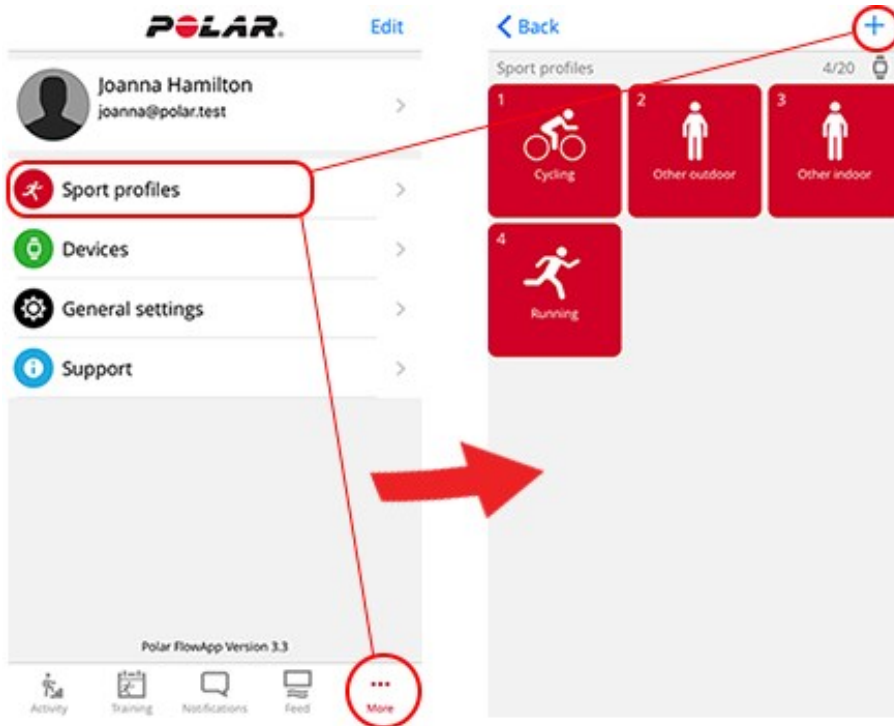 POLAR.
Edit
Joanna Hamilton
joanna@polar.test
Sport profiles
Devices
General settings
Support
Polar FlowApp Version 3.3
Activity
Training
Notifications
Feed
More
Back
Sport profiles 4/20
1
Cycling
2
Other outdoor
3
Other indoor
4
Running